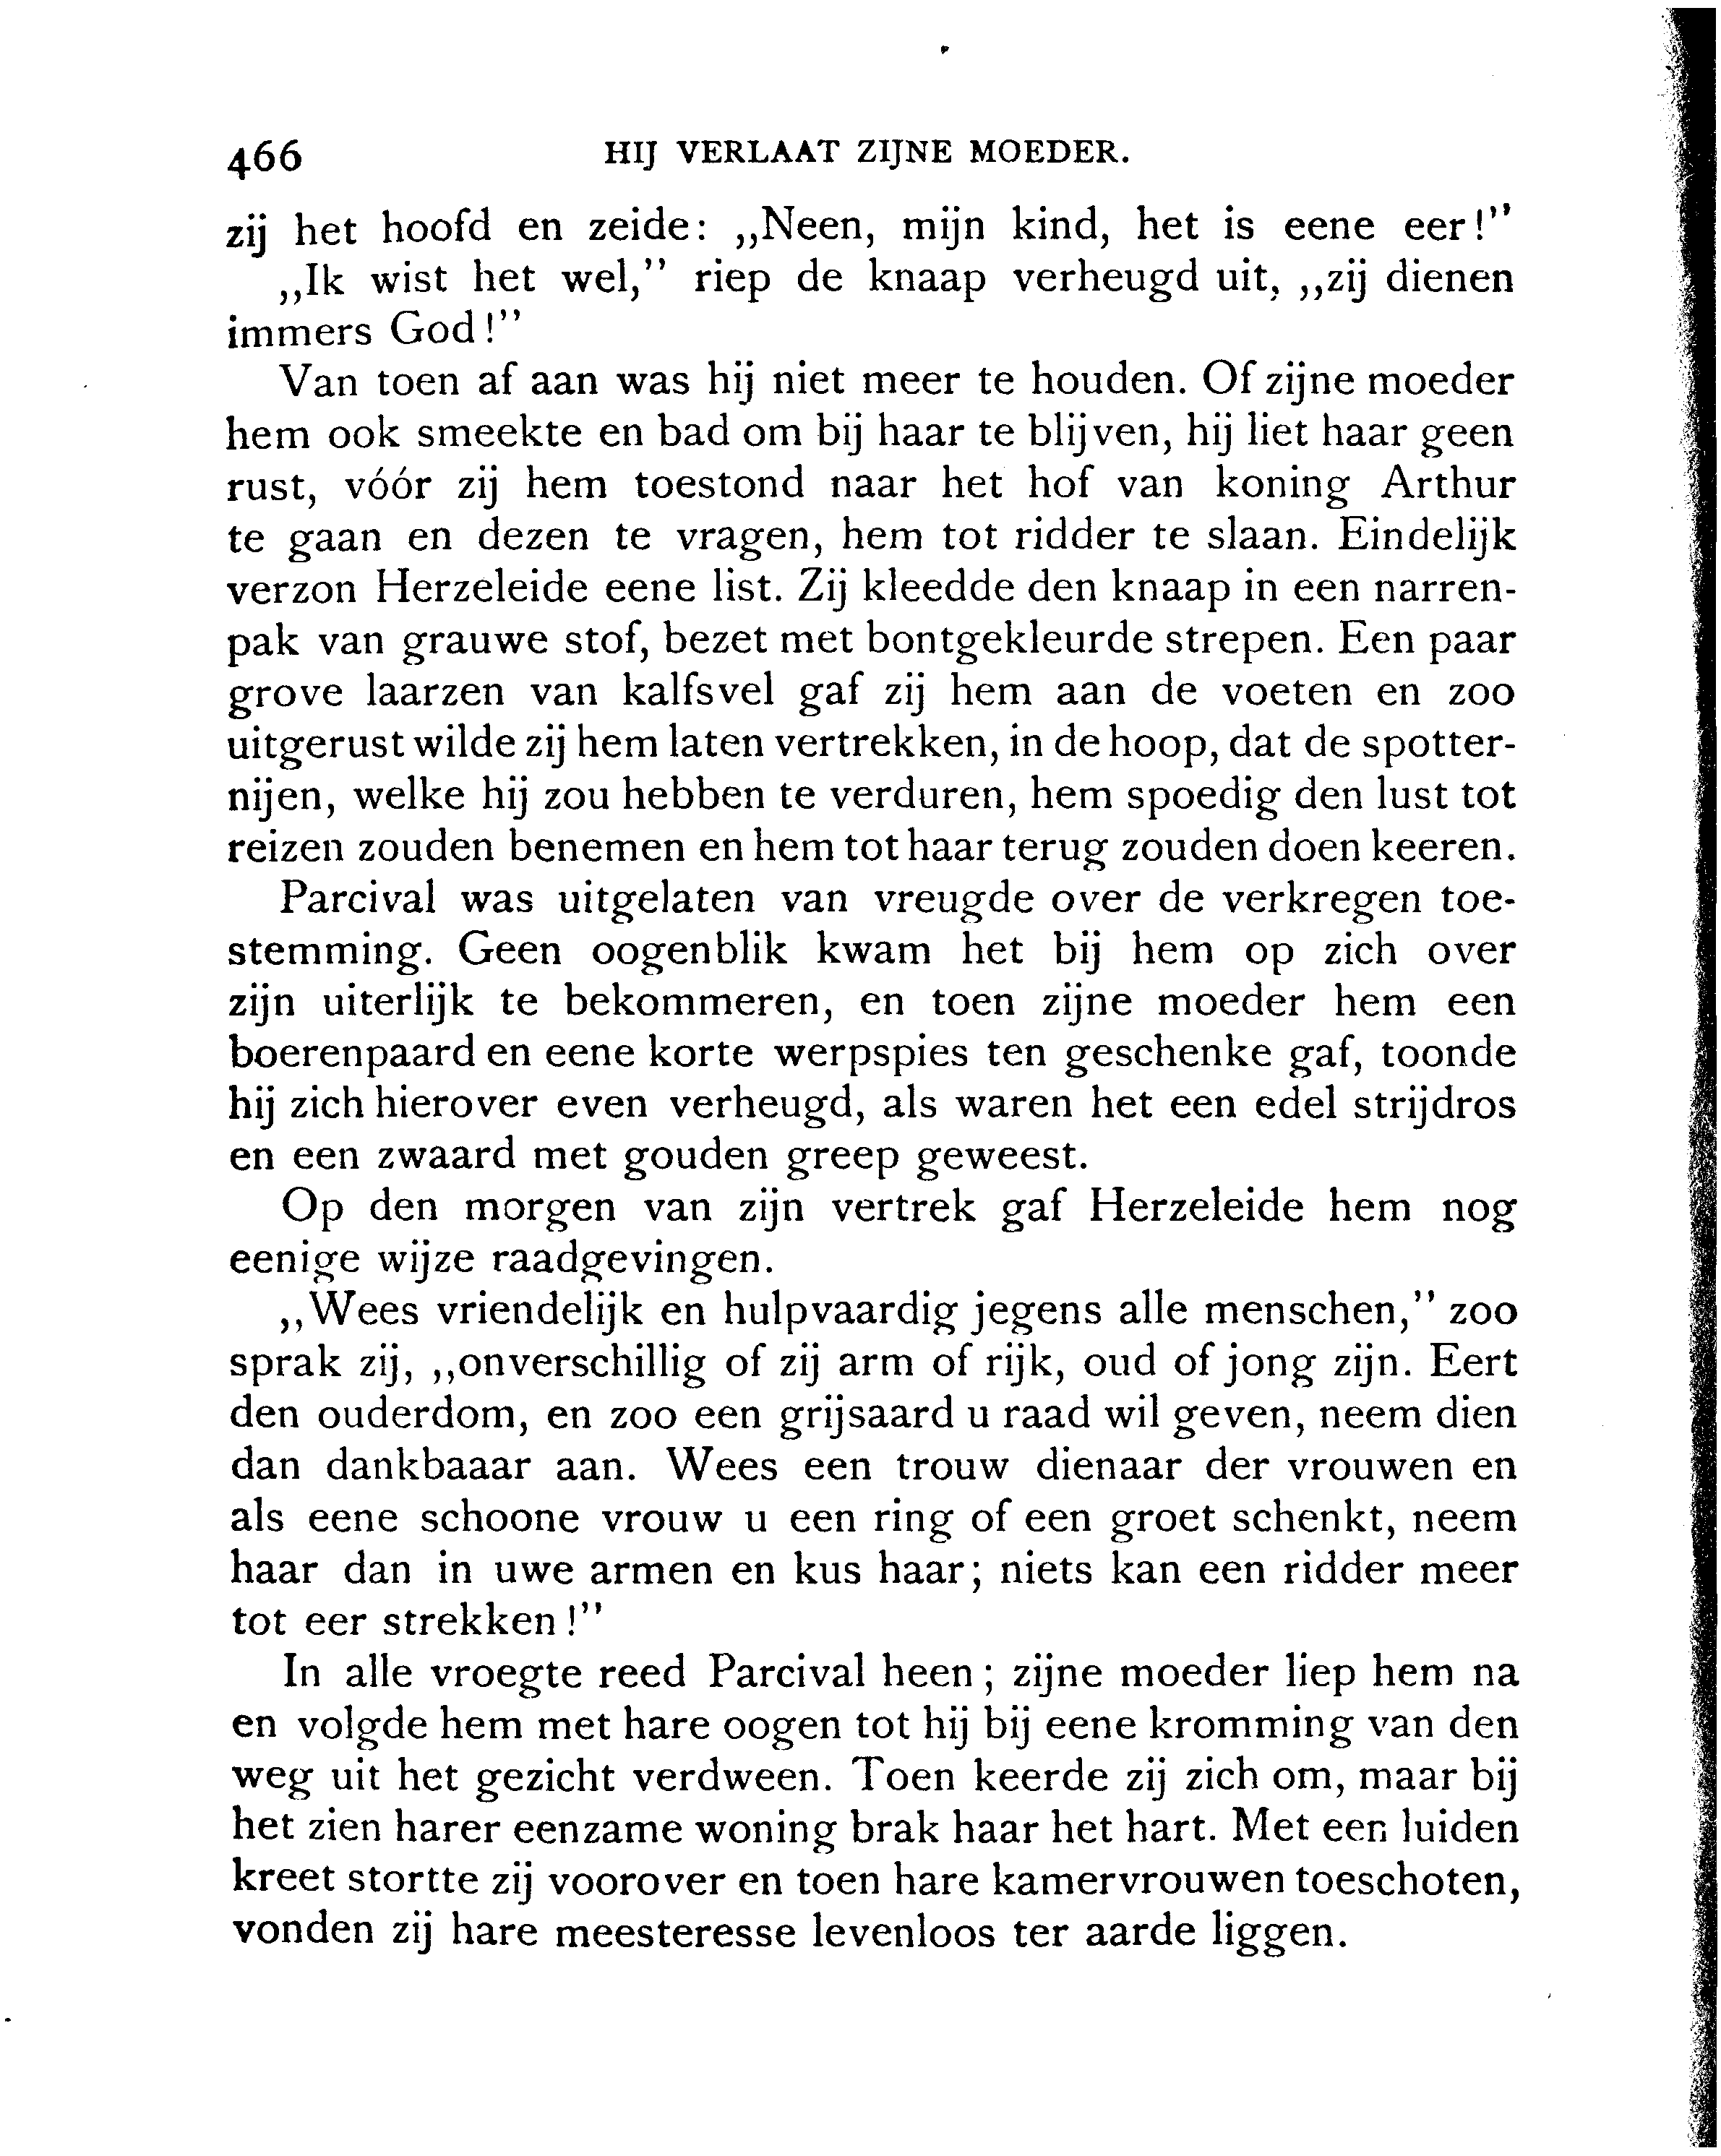 466 HIJ VERLAAT ZIJNE MOEDER.
zij het hoofd en zeide: „Neen, mijn kind, het is eene eer!”
„Ik wist het wel,” riep de knaap verheugd uit, „zij dienen
immers God!”
Van toen af aan was hij niet meer te houden. Of zijne moeder
hem ook smeekte en bad om bij haar te blijven, hij liet haar geen
rust, vóór zij hem toestond naar het hof van koning Arthur
te gaan en dezen te vragen, hem tot ridder te slaan. Eindelijk
verzon Herzeleide eene list. Zij kleedde den knaap in een narren-
pak van grauwe stof, bezet met bontgekleurde strepen. Een paar
grove laarzen van kalfsvel gaf zij hem aan de voeten en zoo
uitgerust wilde zij hem laten vertrekken, in de hoop, dat de spotter-
nijen, welke hij zou hebben te verduren, hem spoedig den lust tot
reizen zouden benemen en hem tot haar terug zouden doen keeren.
Parcival was uitgelaten van vreugde over de verkregen toe-
stemming. Geen oogenblik kwam het bij hem op zich over
zijn uiterlijk te bekommeren, en toen zijne moeder hem een
boerenpaard en eene korte werpspies ten geschenke gaf, toonde
hij zich hierover even verheugd, als waren het een edel strijdros
en een zwaard met gouden greep geweest.
Op den morgen van zijn vertrek gaf Herzeleide hem nog
eenige wijze raadgevingen.
„Wees vriendelijk en hulpvaardig jegens alle menschen,” zoo
sprak zij, „onverschillig of zij arm of rijk, oud of jong zijn. Eert
den ouderdom, en zoo een grijsaard u raad wil geven, neem dien
dan dankbaaar aan. Wees een trouw dienaar der vrouwen en
als eene schoone vrouw u een ring of een groet schenkt, neem
haar dan in uwe armen en kus haar; niets kan een ridder meer
tot eer strekken!”
In alle vroegte reed Parcival heen; zijne moeder liep hem na
en volgde hem met hare oogen tot hij bij eene kromming van den
weg uit het gezicht verdween. Toen keerde zij zich om, maar bij
het zien harer eenzame woning brak haar het hart. Met een luiden
kreet stortte zij voorover en toen hare kamervrouwen toeschoten,
vonden zij hare meesteresse levenloos ter aarde liggen.